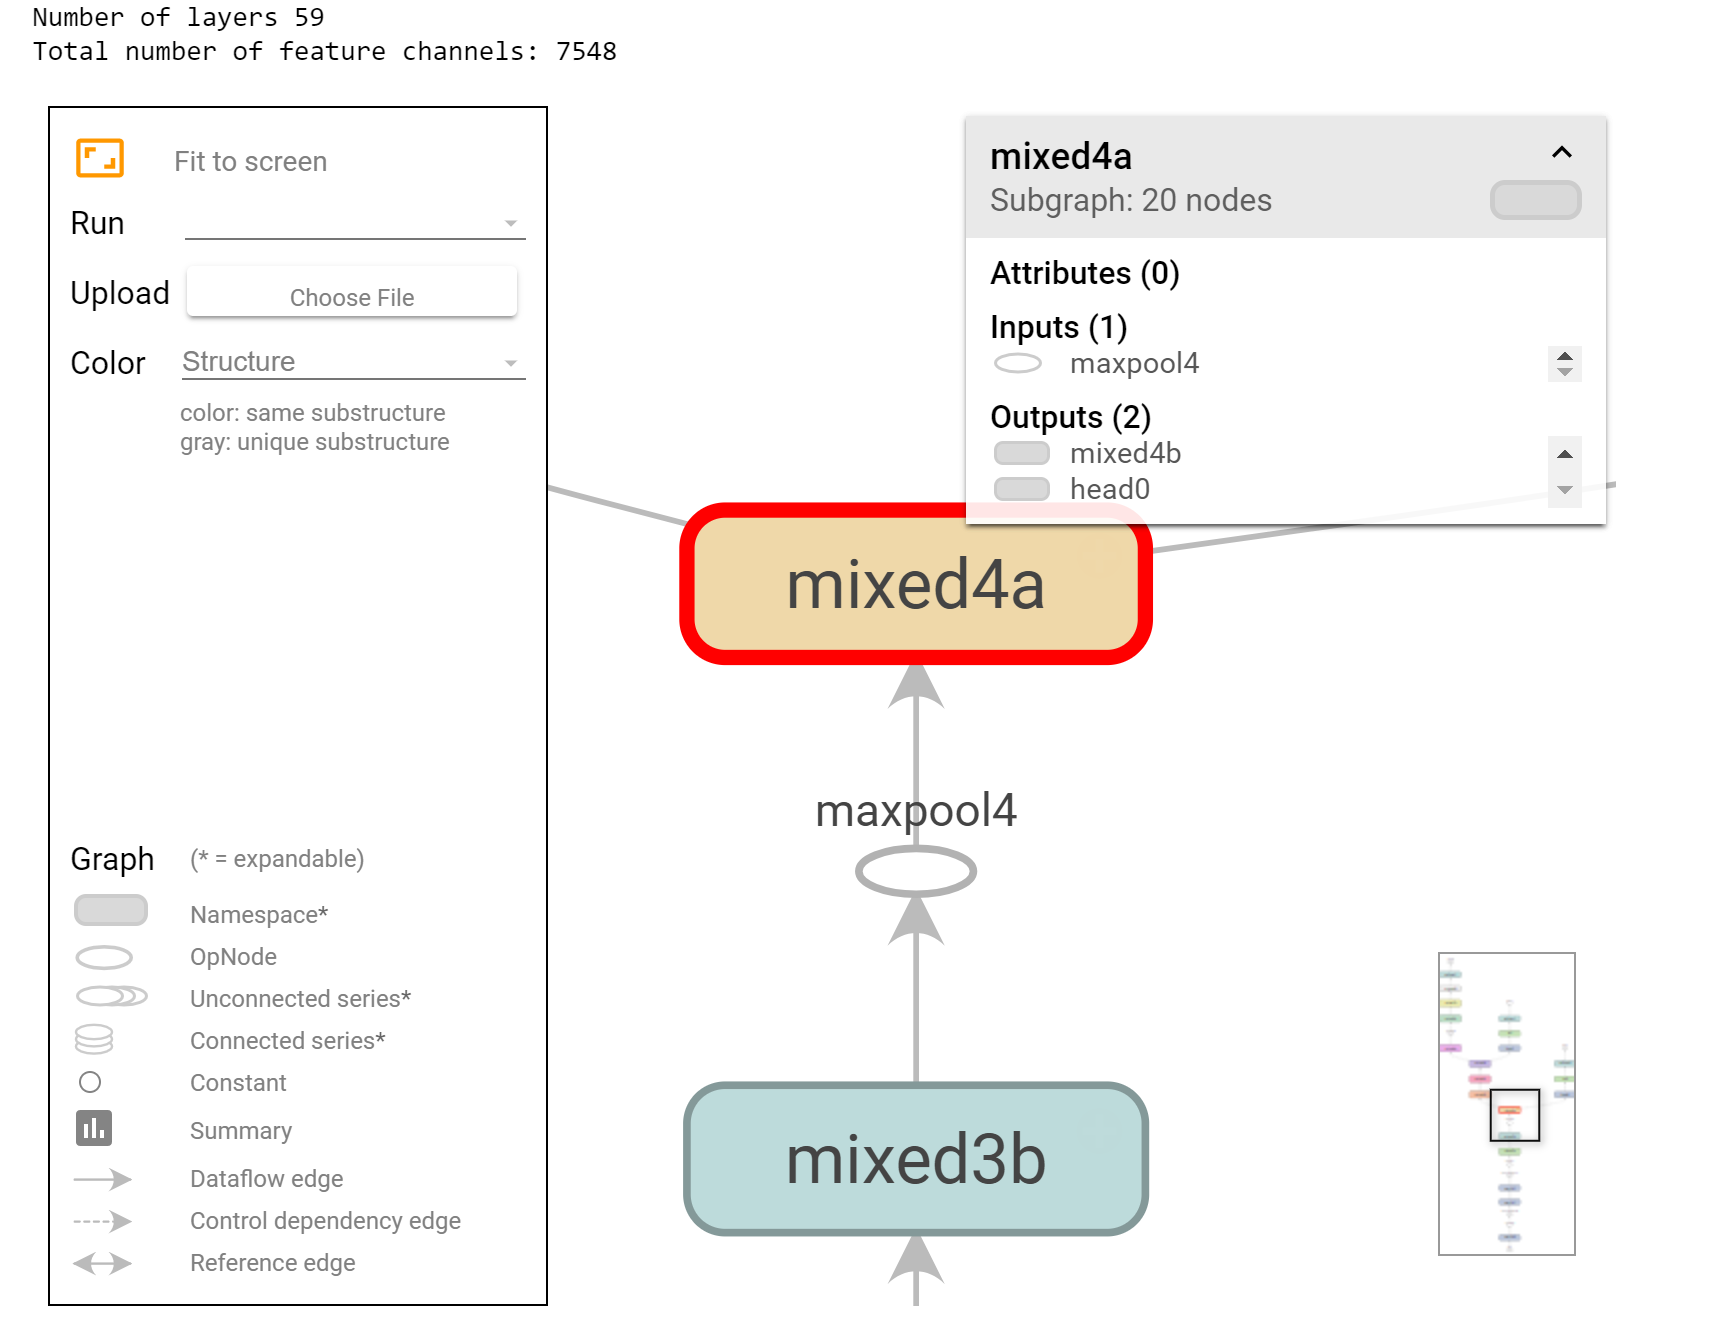 Number of layers 59
Total number of feature channels: 7548
Fit to screen
Run
Upload
Choose File
Color
Structure
color: same substructure
gray: unique substructure
Graph
(* = expandable)
Namespace*
OpNode
Unconnected series*
Connected series*
Constant
Summary
Dataflow edge
Control dependency edge
Reference edge
mixed4a
Subgraph: 20 nodes
Attributes (0)
Inputs (1)
maxpool4
Outputs (2)
mixed4b
head0
mixed4a
maxpool4
mixed3b